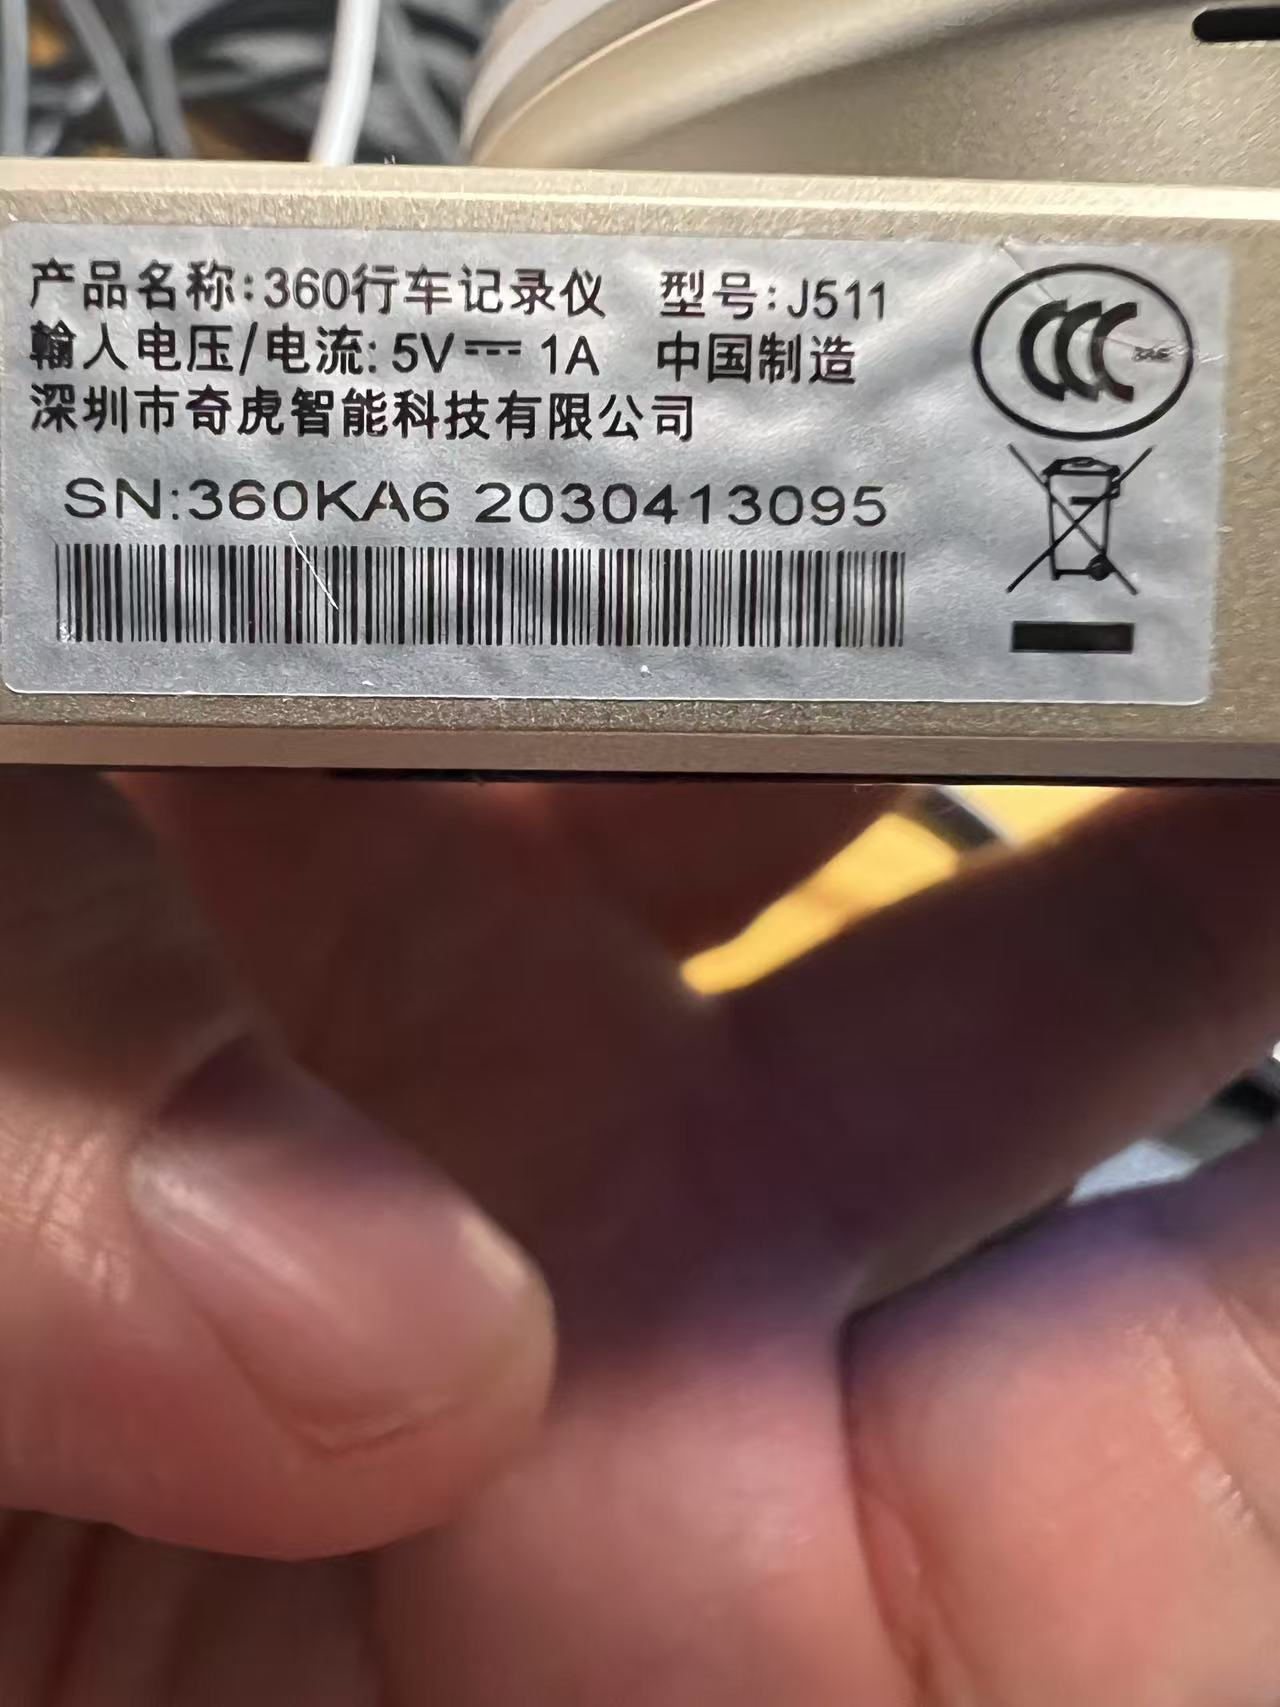 产品名称:360行车记录仪 型号:J511
输入电压/电流: 5V⎓ 1A 中国制造
深圳市奇虎智能科技有限公司
SN:360KA6 2030413095
CCC